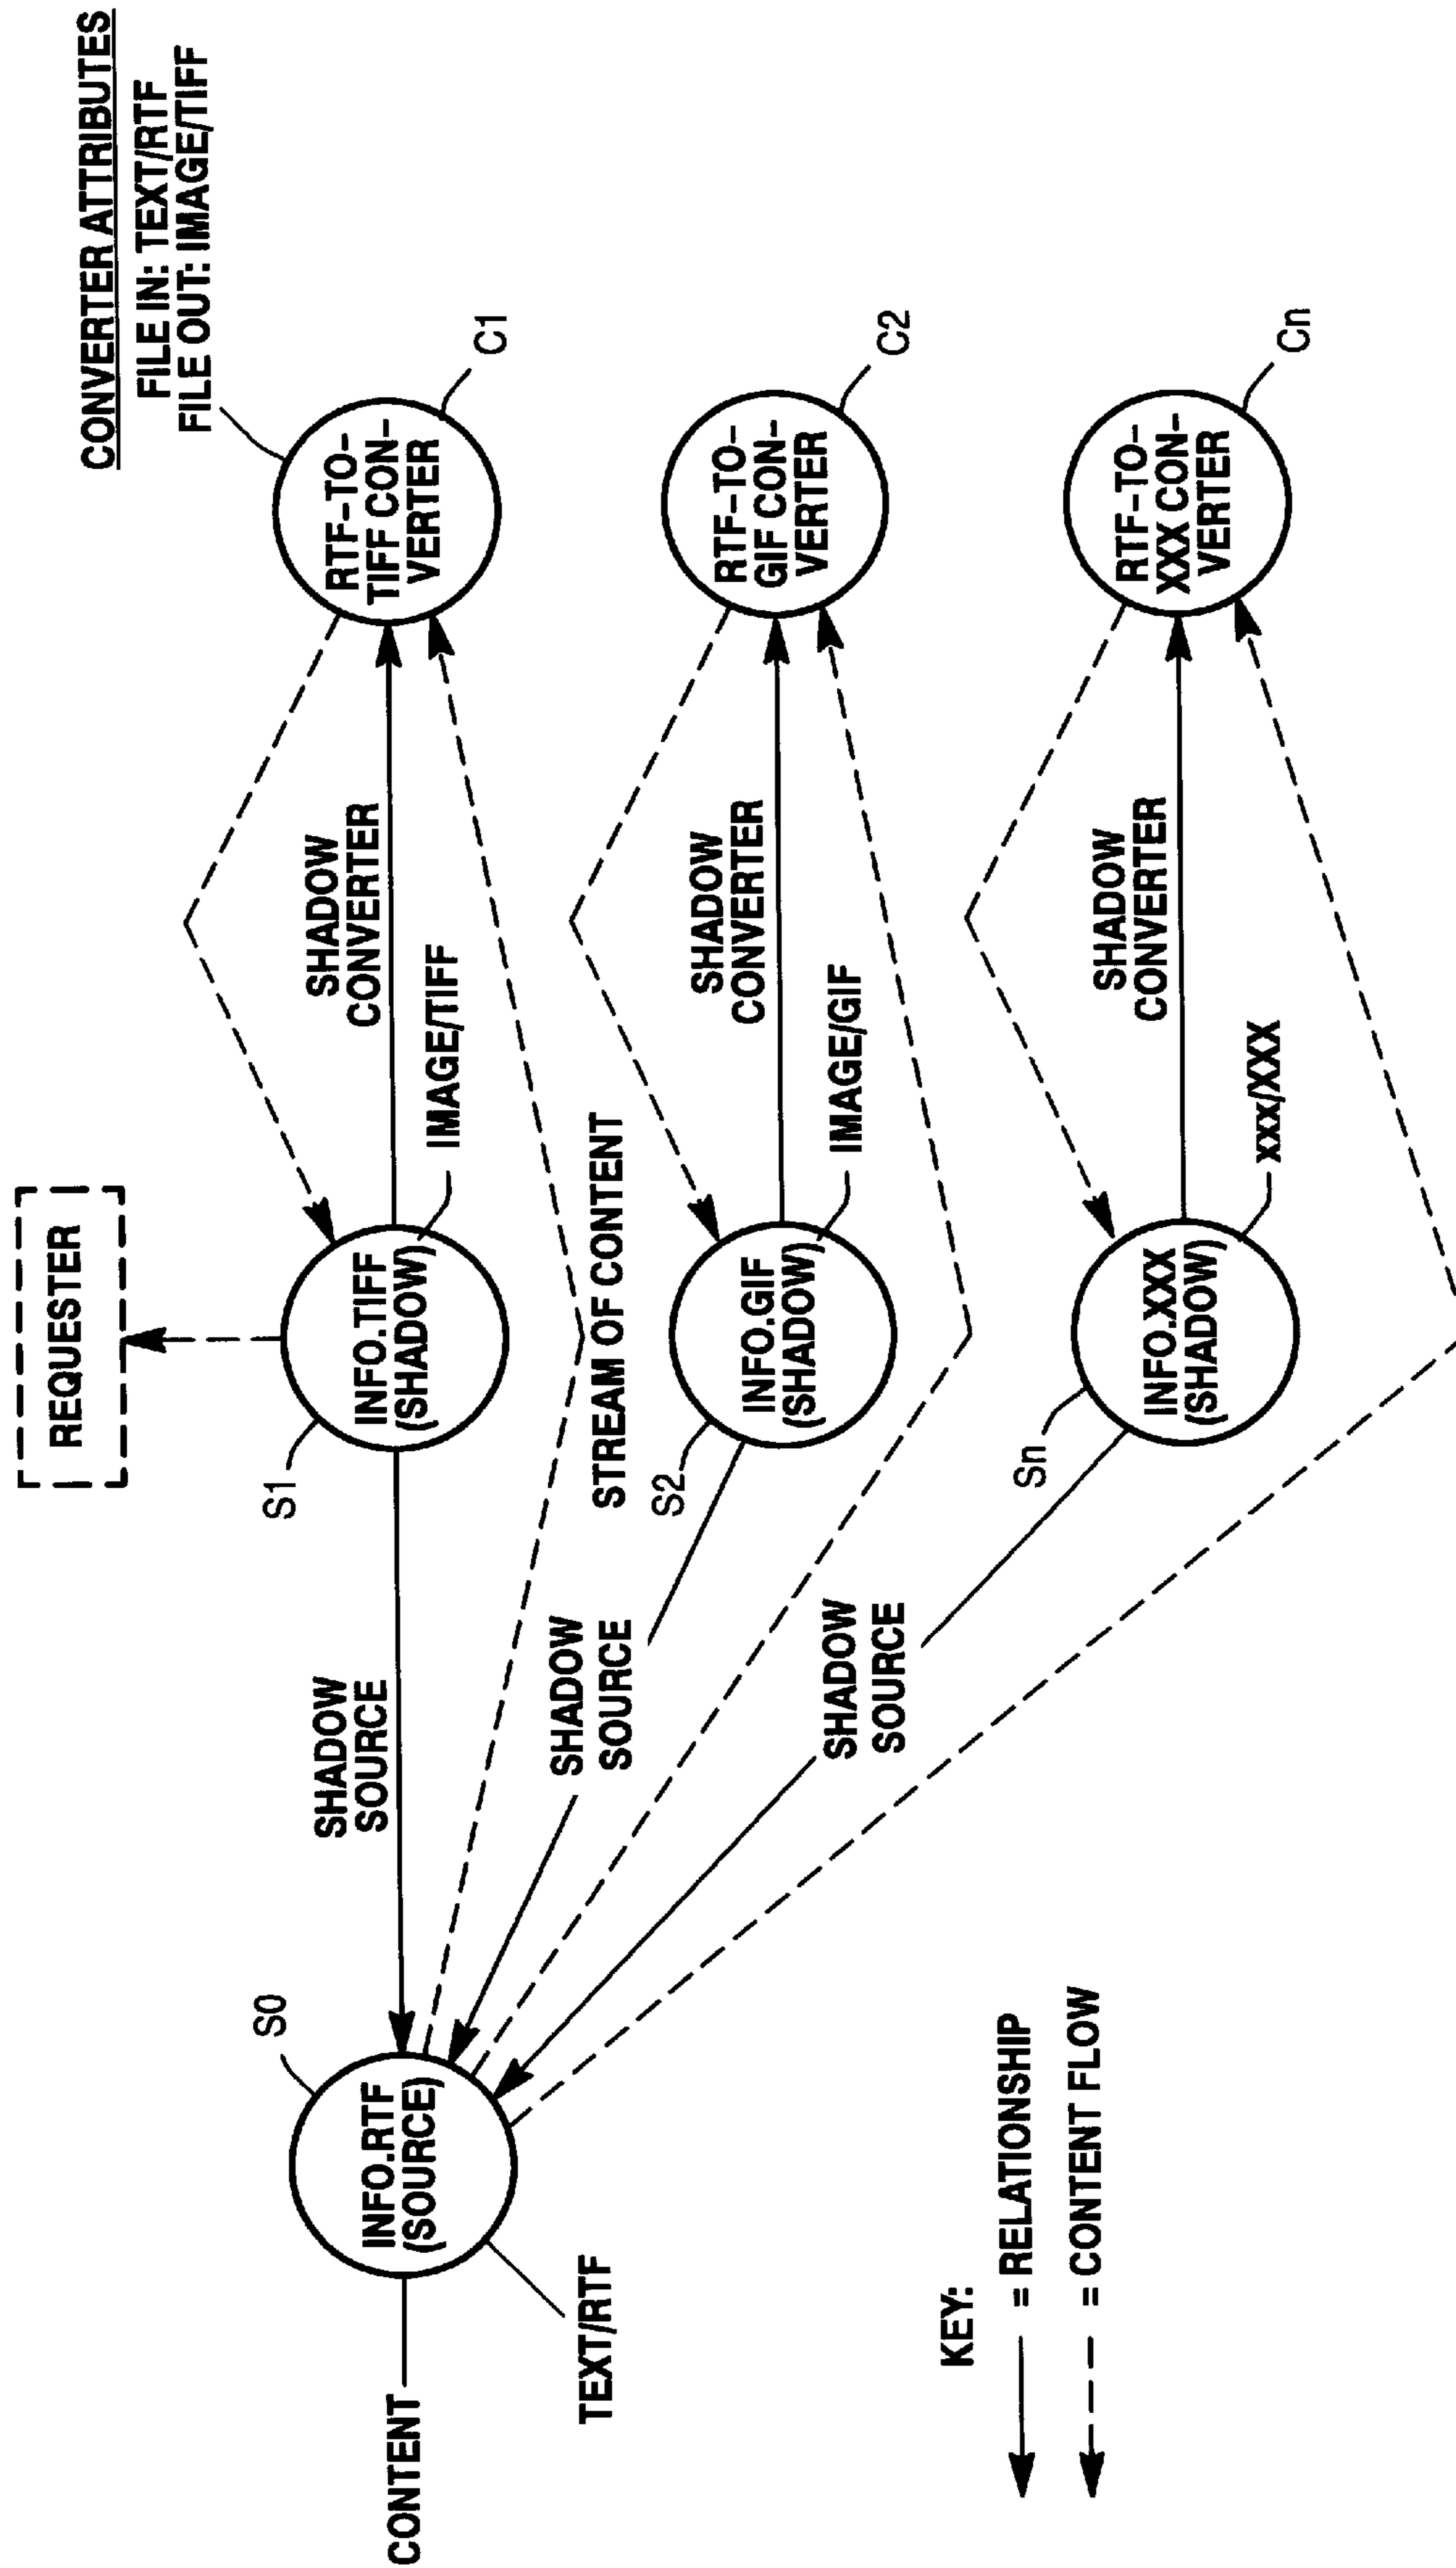 CONVERTER ATTRIBUTES
FILE IN: TEXT/RTF
FILE OUT: IMAGE/TIFF
REQUESTER
S0
S1
C1
CONTENT
INFO.RTF
(SOURCE)
TEXT/RTF
SHADOW
SOURCE
INFO.TIFF
(SHADOW)
IMAGE/TIFF
SHADOW
CONVERTER
RTF-TO-
TIFF CON-
VERTER
STREAM OF CONTENT
SHADOW
SOURCE
S2
INFO.GIF
(SHADOW)
IMAGE/GIF
SHADOW
CONVERTER
RTF-TO-
GIF CON-
VERTER
C2
SHADOW
SOURCE
Sn
INFO.XXX
(SHADOW)
xxx/XXX
SHADOW
CONVERTER
RTF-TO-
XXX CON-
VERTER
Cn
KEY:
= RELATIONSHIP
= CONTENT FLOW